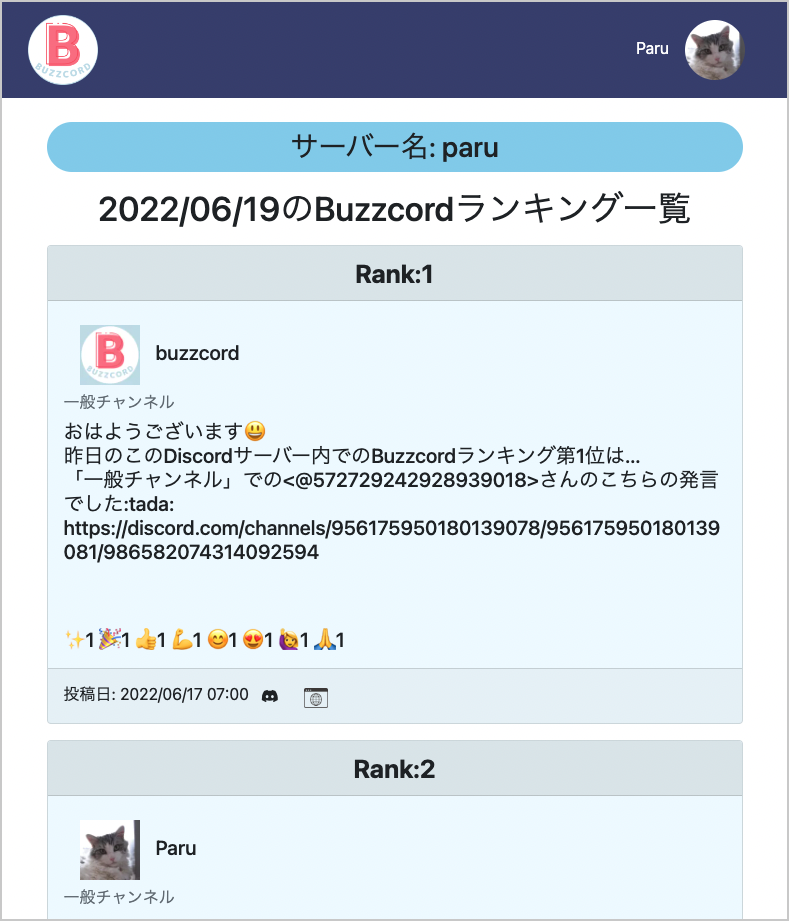 B
BUZZCORD
Paru
サーバー名: paru
2022/06/19のBuzzcordランキング一覧
Rank:1
B
BUZZCORD
buzzcord
一般チャンネル
おはようございます😃
昨日のこのDiscordサーバー内でのBuzzcordランキング第1位は...
「一般チャンネル」での<@572729242928939018>さんのこちらの発言
でした:tada:
https://discord.com/channels/956175950180139078/956175950180139
081/986582074314092594
✨1 🎉1 👍1 💪1 😊1 😍1 🙋‍♀️1 🙏1
投稿日: 2022/06/17 07:00
Rank:2
Paru
一般チャンネル